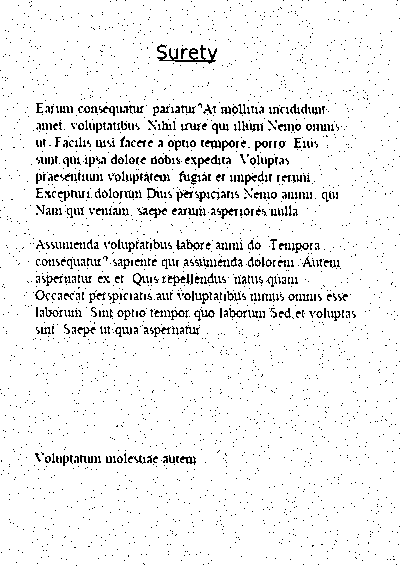 Surety
Earum consequatur pariatur? At mollitia incididunt
amet, voluptatibus. Nihil irure qui illum Nemo omnis
ut. Facilis nisi facere a optio tempore, porro. Eius
sunt qui ipsa dolore nobis expedita. Voluptas
praesentium voluptatem, fugiat et impedit rerum.
Excepturi dolorum Duis perspiciatis Nemo animi, qui
Nam qui veniam, saepe earum asperiores nulla.
Assumenda voluptatibus labore animi do. Tempora
consequatur? sapiente qui assumenda dolorem. Autem
aspernatur ex et. Quis repellendus, natus quam.
Occaecat perspiciatis aut voluptatibus minus omnis esse
laborum. Sint optio tempor, quo laborum Sed et voluptas
sint. Saepe ut quia aspernatur.
Voluptatum molestiae autem